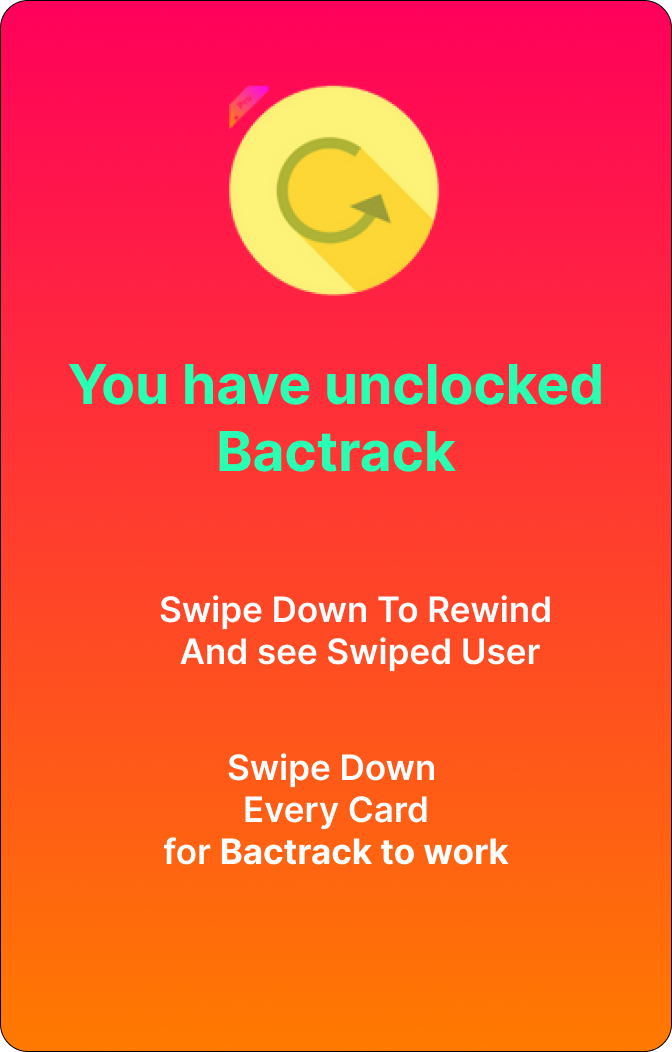 Pro
You have unclocked
Bactrack
Swipe Down To Rewind
And see Swiped User
Swipe Down
Every Card
for Bactrack to work